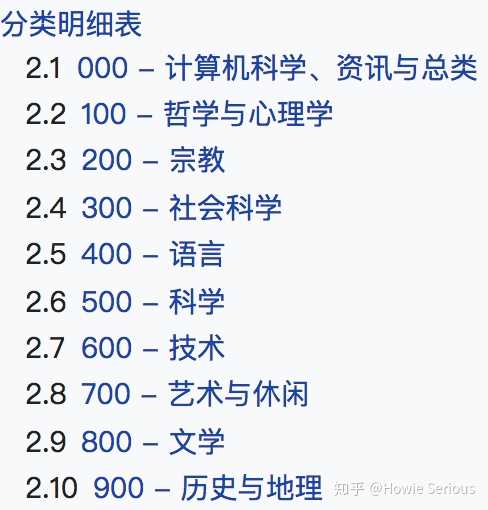 分类明细表
2.1 000 – 计算机科学、资讯与总类
2.2 100 – 哲学与心理学
2.3 200 – 宗教
2.4 300 – 社会科学
2.5 400 – 语言
2.6 500 – 科学
2.7 600 – 技术
2.8 700 – 艺术与休闲
2.9 800 – 文学
2.10 900 – 历史与地理
知乎 @Howie Serious